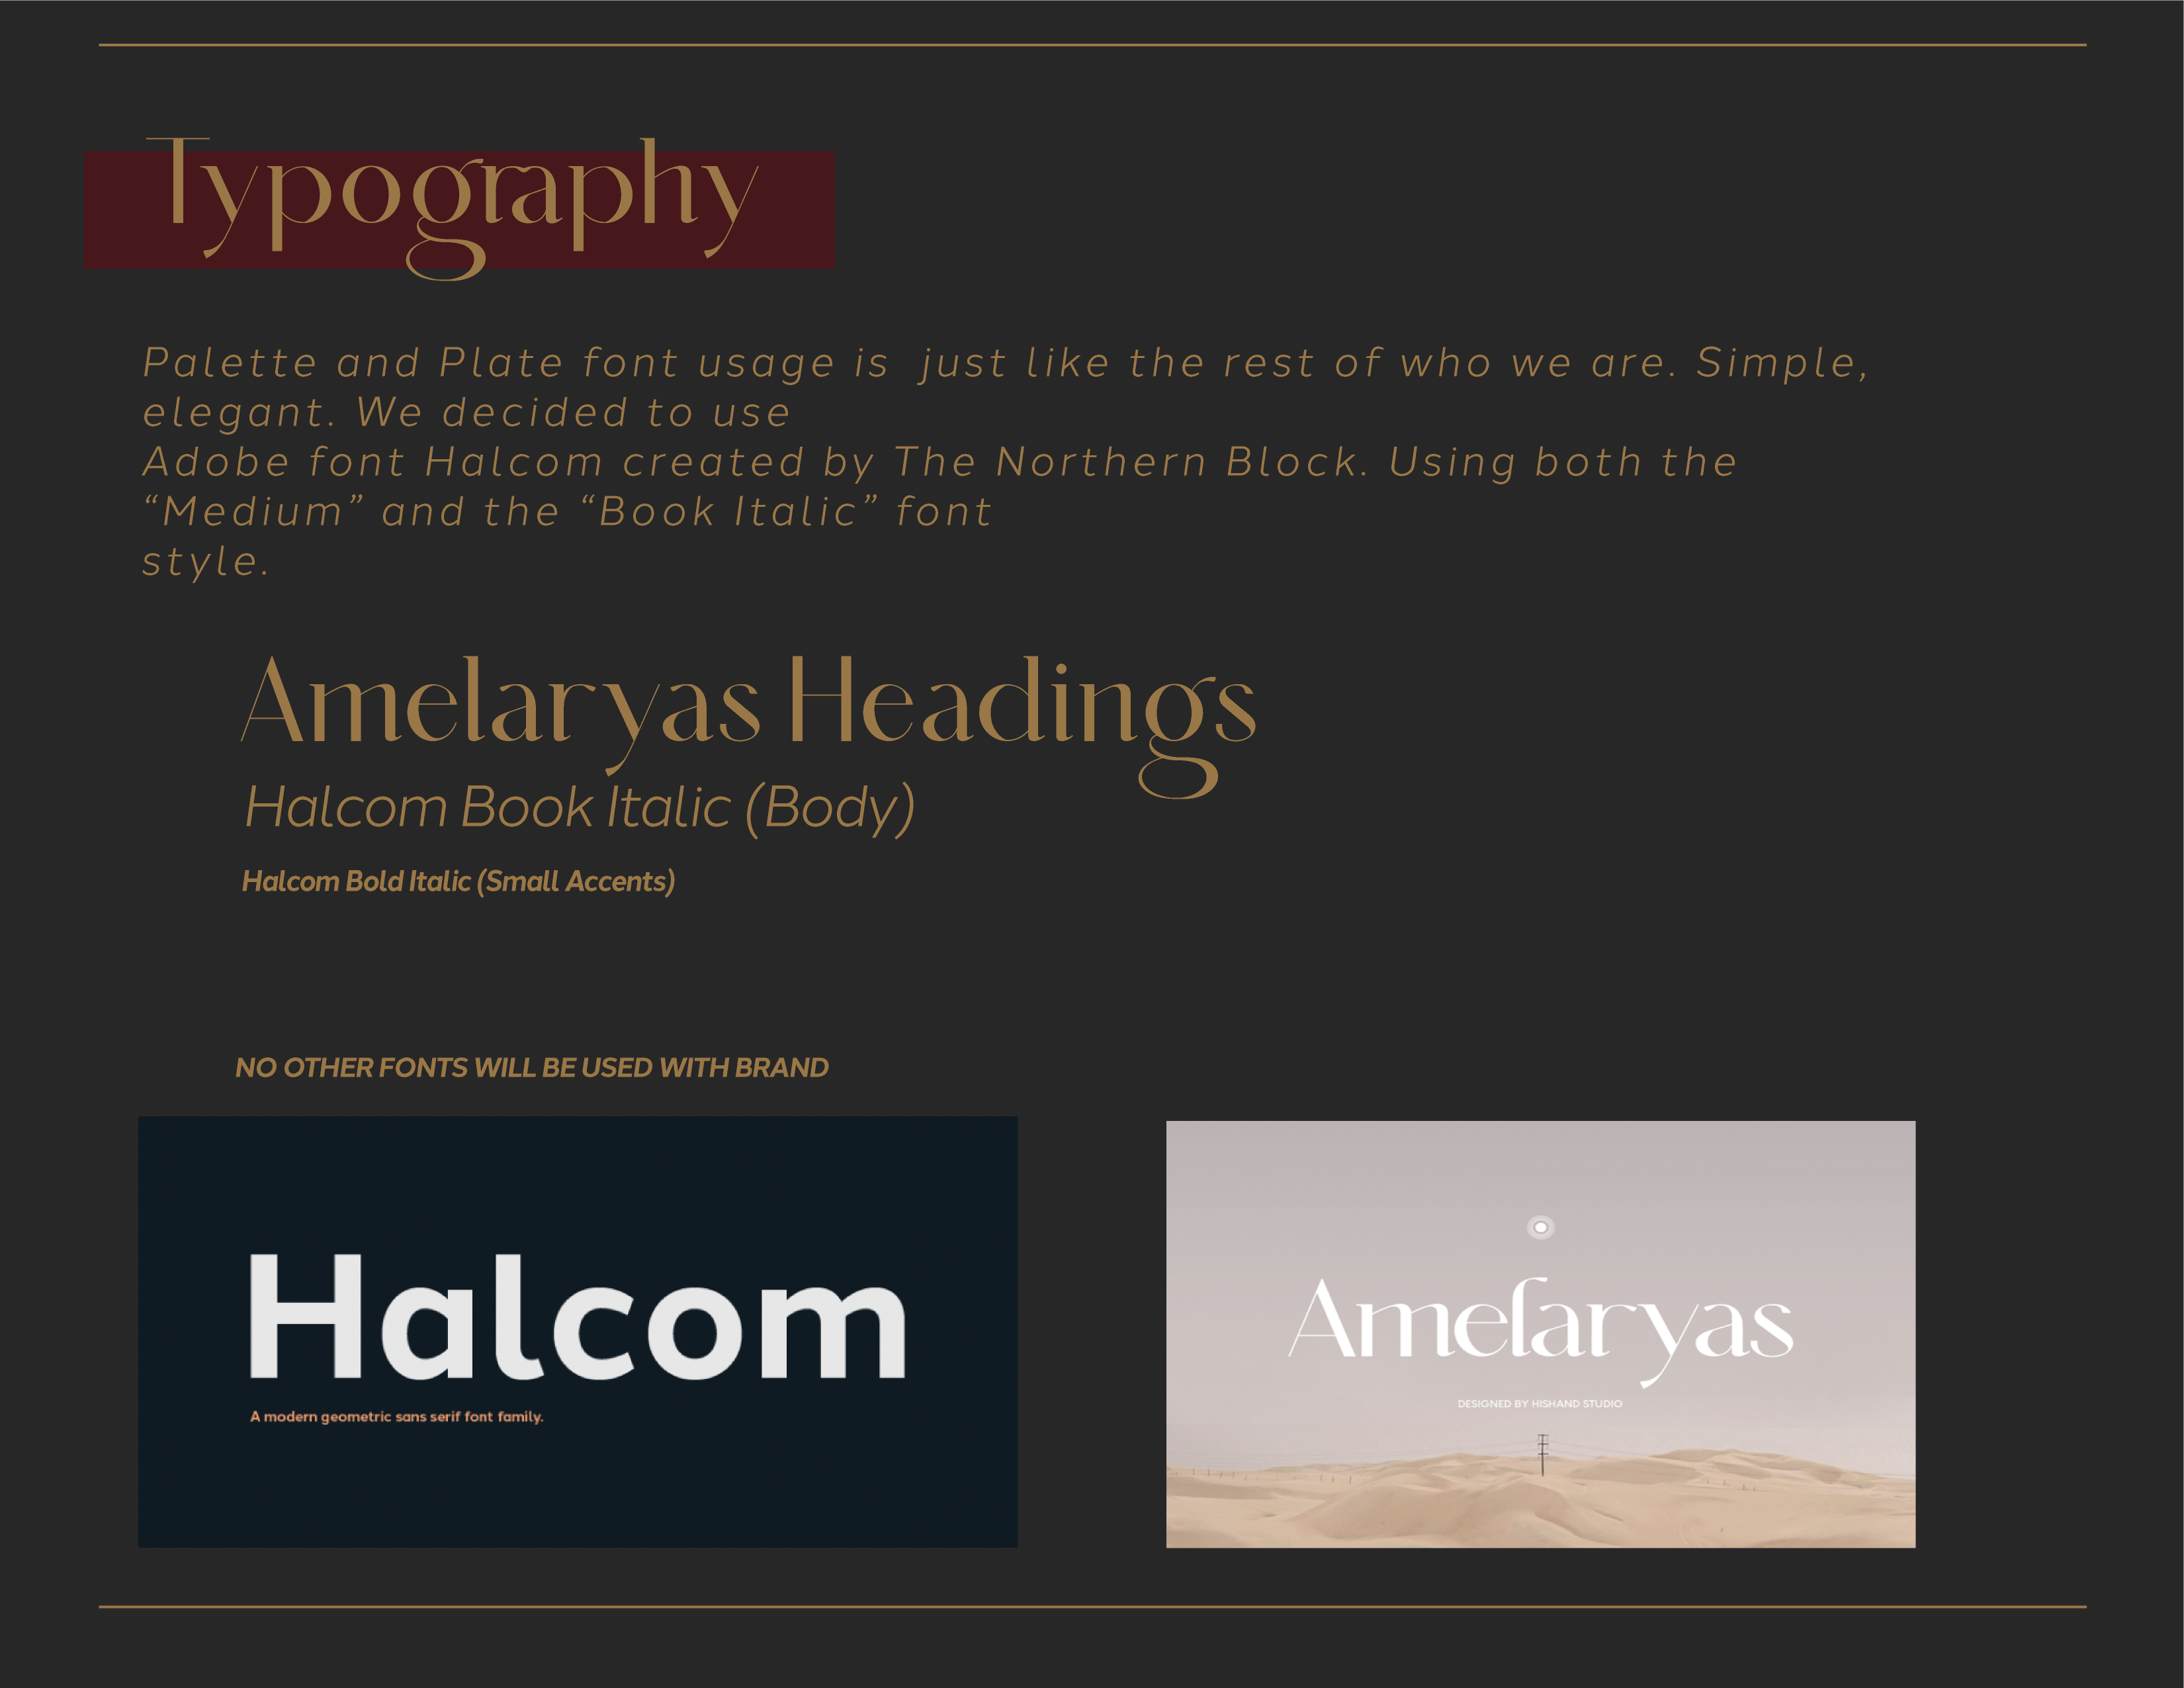 Typography
Palette and Plate font usage is  just like the rest of who we are. Simple,
elegant. We decided to use
Adobe font Halcom created by The Northern Block. Using both the
“Medium” and the “Book Italic” font
style.
Amelaryas Headings
Halcom Book Italic (Body)
Halcom Bold Italic (Small Accents)
NO OTHER FONTS WILL BE USED WITH BRAND
Halcom
A modern geometric sans serif font family.
Amelaryas
DESIGNED BY HISHAND STUDIO